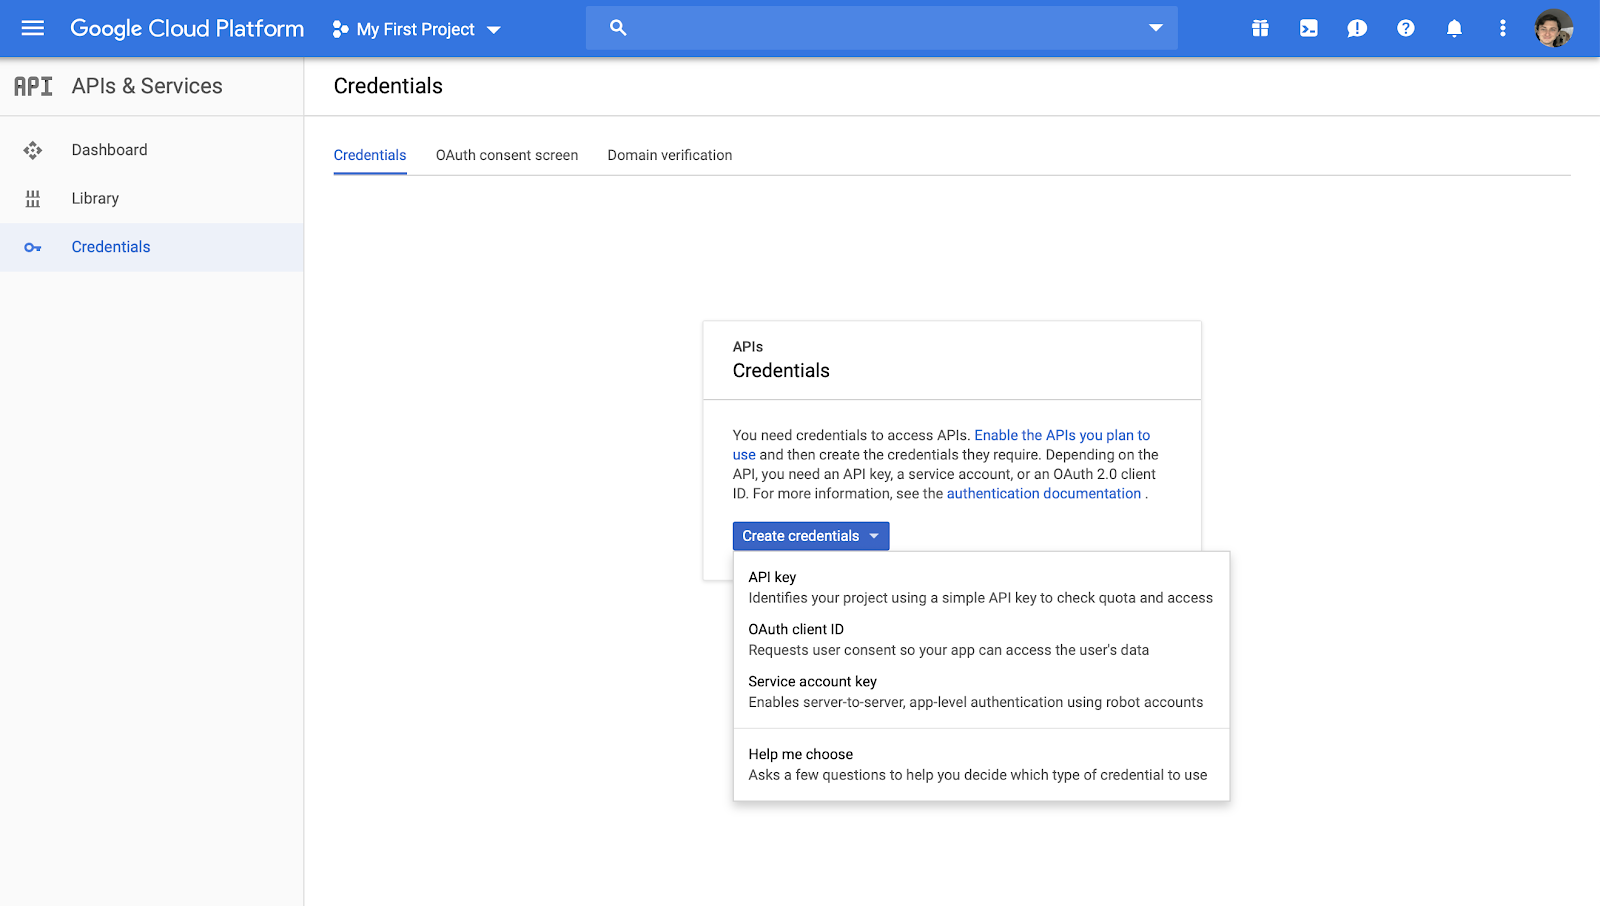 Google Cloud Platform
My First Project
API
APIs & Services
Credentials
Dashboard
Library
Credentials
Credentials
OAuth consent screen
Domain verification
APIs
Credentials
You need credentials to access APIs. Enable the APIs you plan to
use and then create the credentials they require. Depending on the
API, you need an API key, a service account, or an OAuth 2.0 client
ID. For more information, see the authentication documentation .
Create credentials
API key
Identifies your project using a simple API key to check quota and access
OAuth client ID
Requests user consent so your app can access the user's data
Service account key
Enables server-to-server, app-level authentication using robot accounts
Help me choose
Asks a few questions to help you decide which type of credential to use